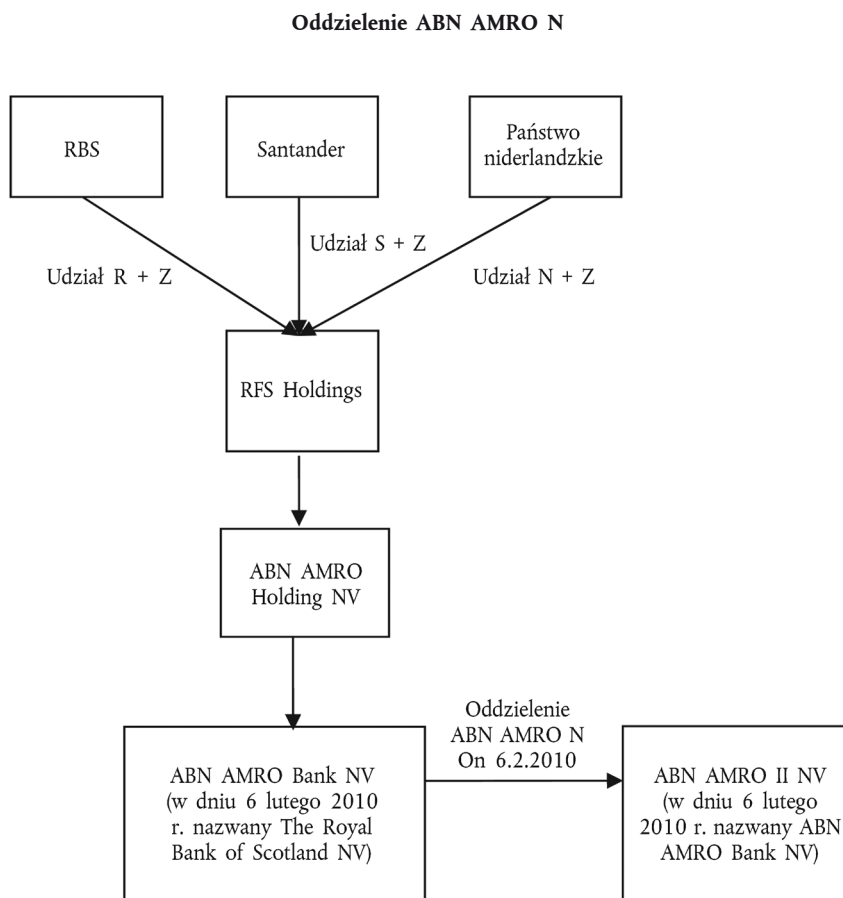 Oddzielenie ABN AMRO N
RBS
Santander
Państwo
niderlandzkie
Udział S + Z
Udział R + Z
Udział N + Z
RFS Holdings
ABN AMRO
Holding NV
Oddzielenie
ABN AMRO N
On 6.2.2010
ABN AMRO Bank NV
(w dniu 6 lutego 2010
r. nazwany The Royal
Bank of Scotland NV)
ABN AMRO II NV
(w dniu 6 lutego
2010 r. nazwany ABN
AMRO Bank NV)